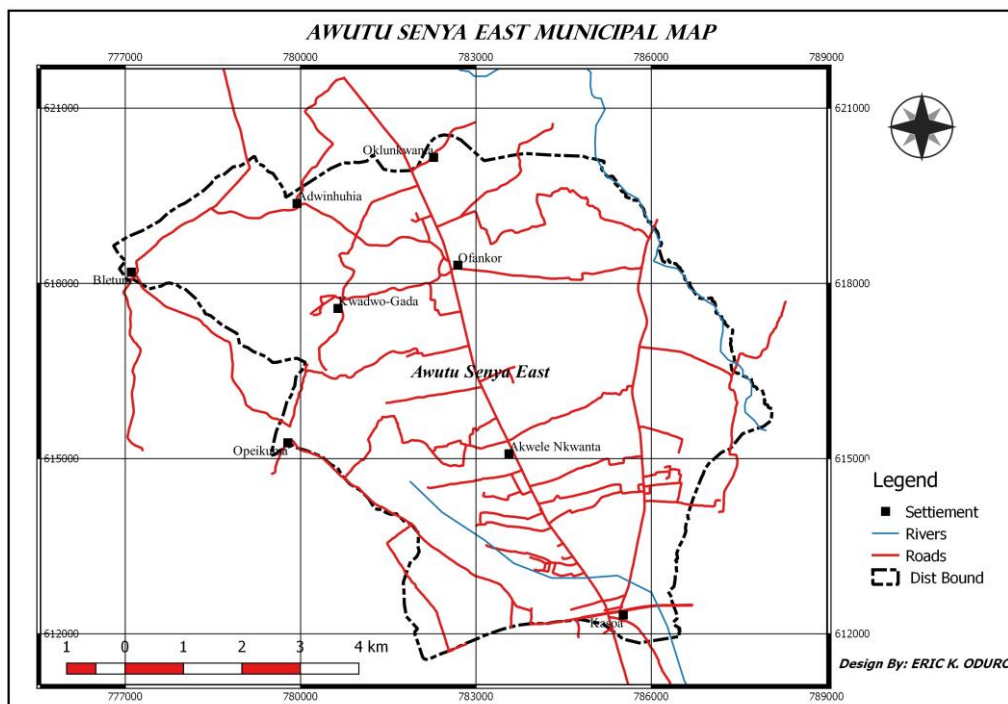 AWUTU SENYA EAST MUNICIPAL MAP
777000 780000 783000 786000 789000
621000 621000
Oklunkwanta
Adwinhuhia
Ofankor
Bletum
618000 618000
Kwadwo-Gada
Awutu Senya East
Opeikuma
Akwele Nkwanta
615000 615000
Legend
Settlement
Rivers
Roads
Dist Bound
612000 612000
Kasoa
1 0 1 2 3 4 km
Design By: ERIC K. ODURO
777000 780000 783000 786000 789000